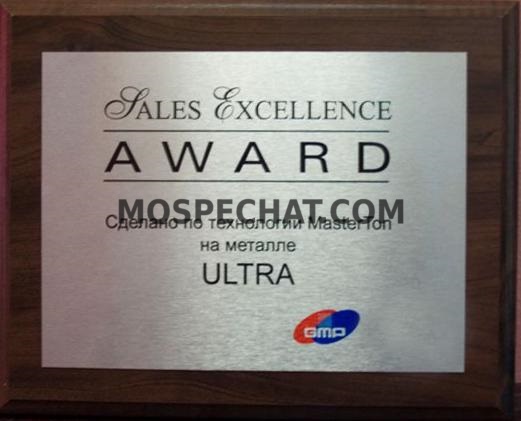 Sales Excellence
AWARD
MOSPECHAT.COM
Сделано по технологии MasterTon
на металле
ULTRA
GMP